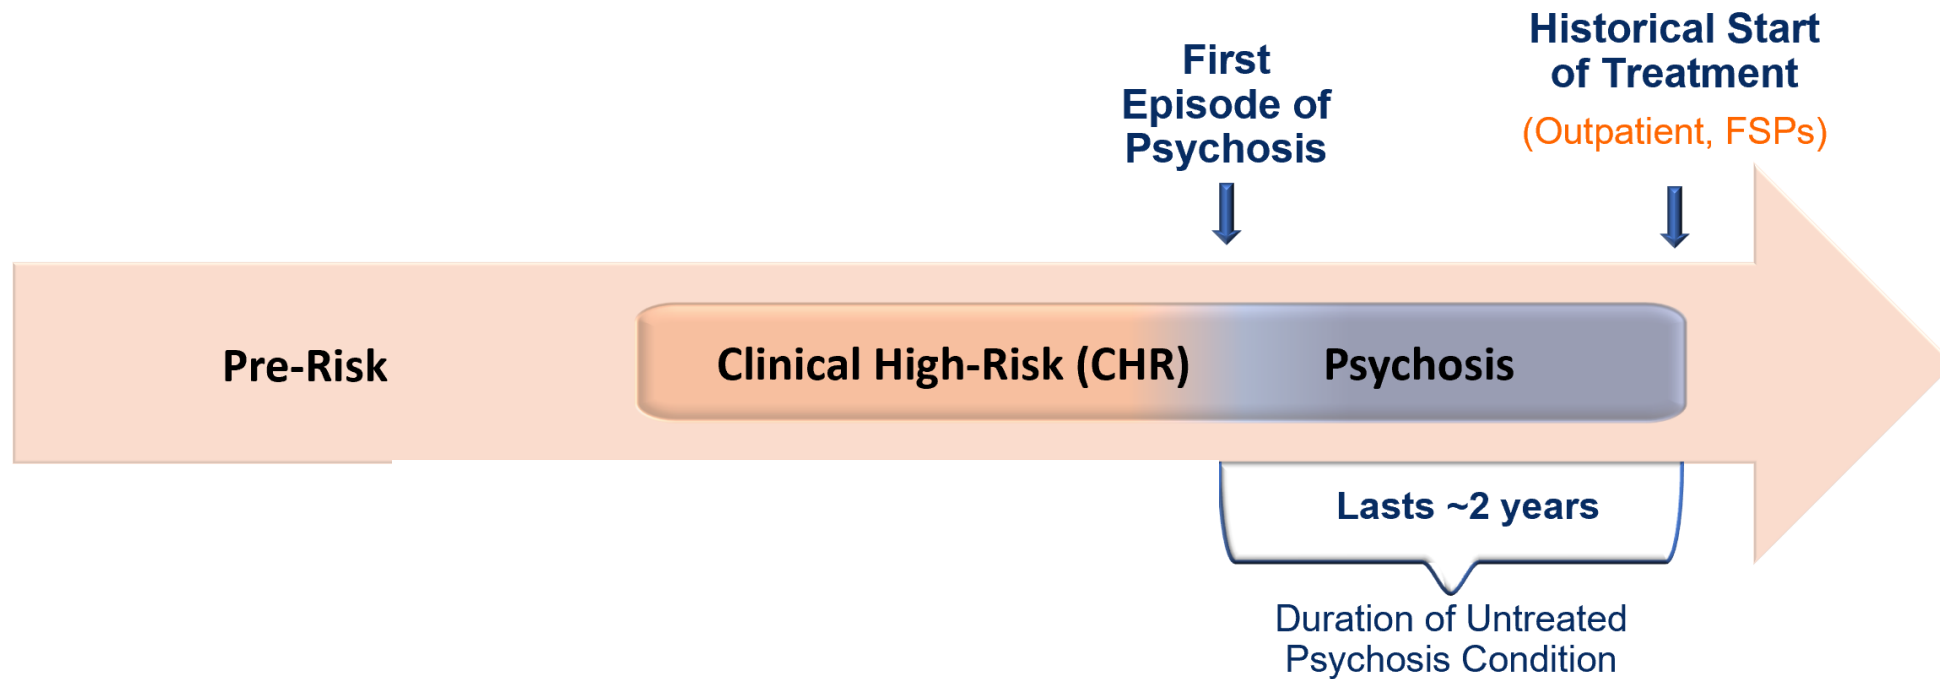 First
Episode of
Psychosis
Historical Start
of Treatment
(Outpatient, FSPs)
Pre-Risk
Clinical High-Risk (CHR)
Psychosis
Lasts ~2 years
Duration of Untreated
Psychosis Condition